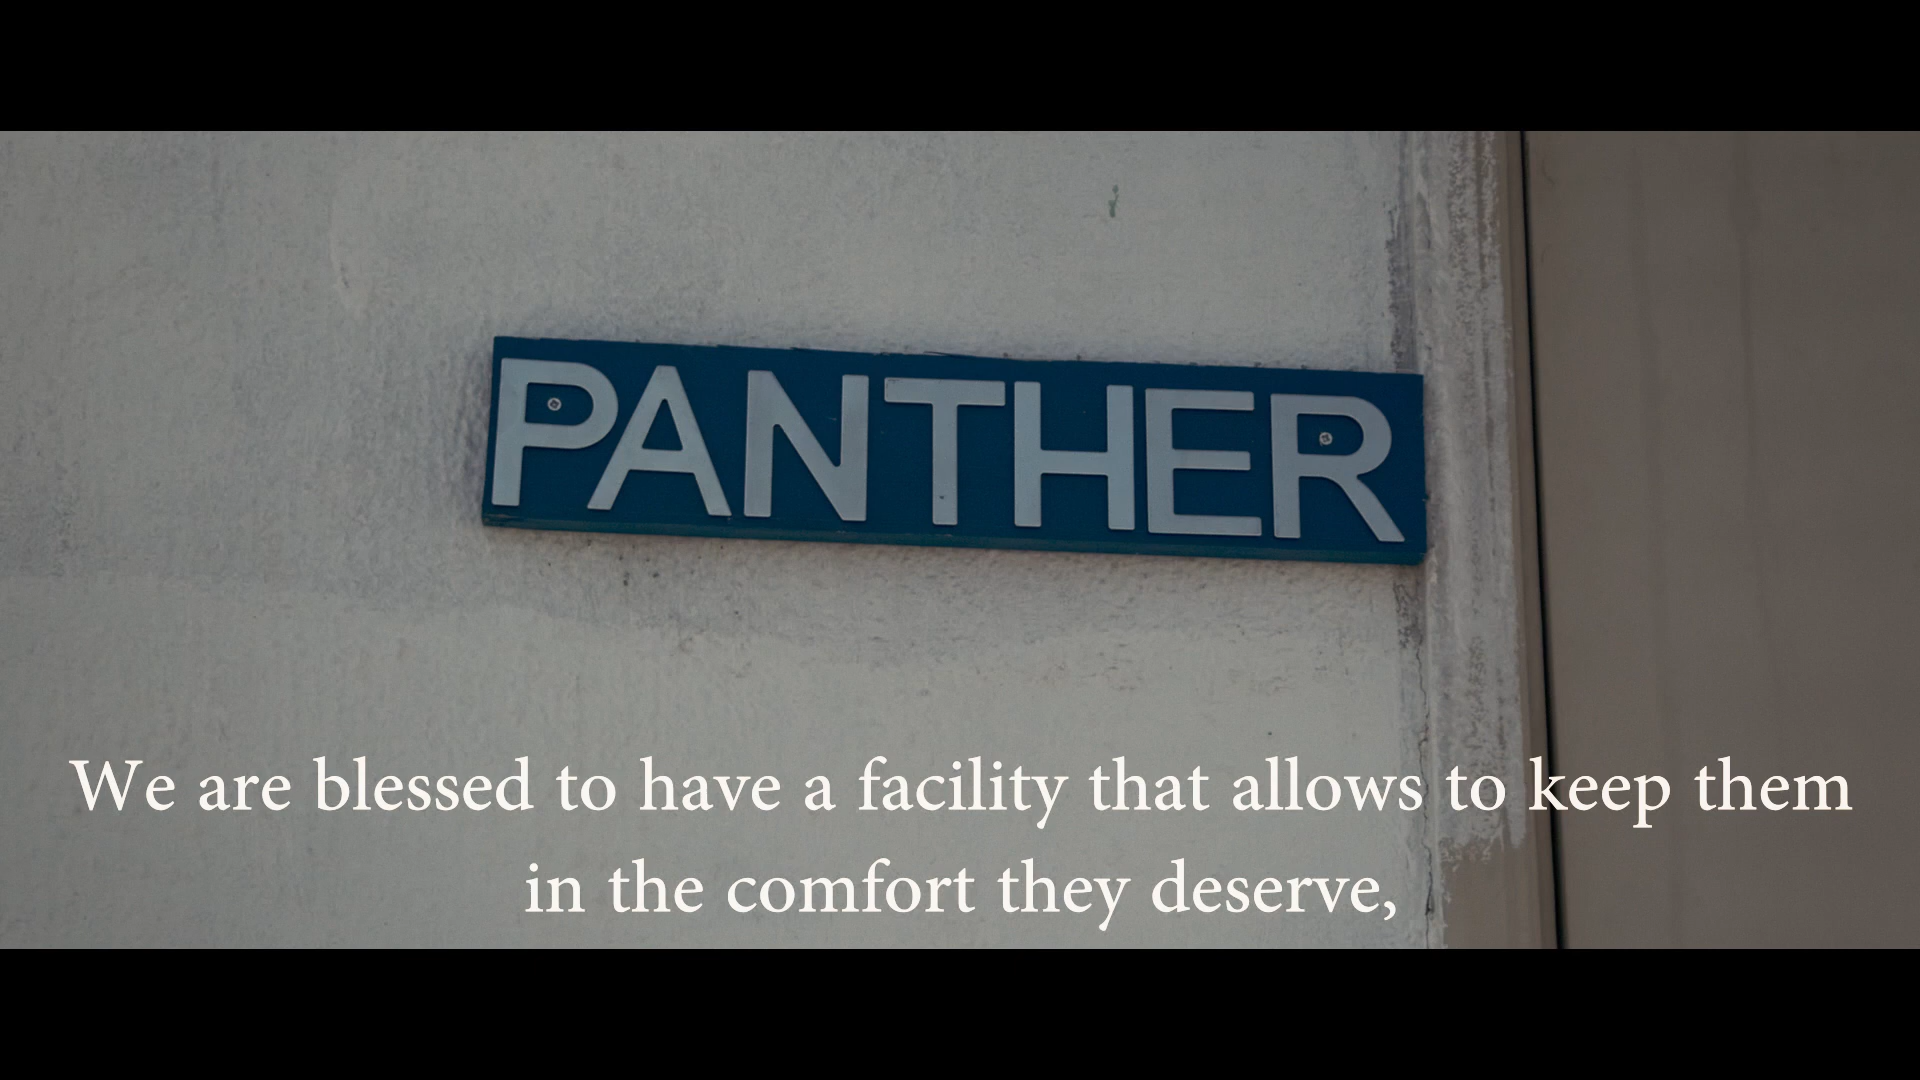 PANTHER
We are blessed to have a facility that allows to keep them
in the comfort they deserve,